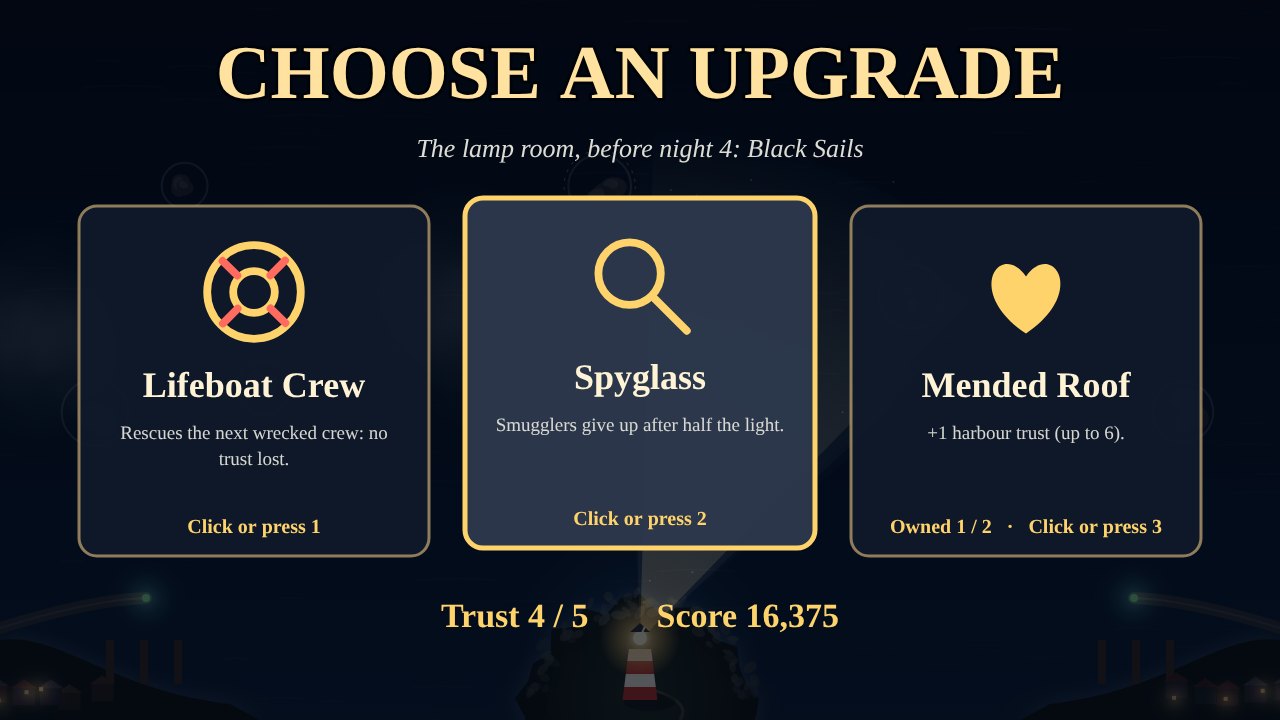 CHOOSE AN UPGRADE
The lamp room, before night 4: Black Sails
Lifeboat Crew
Rescues the next wrecked crew: no
trust lost.
Click or press 1
Spyglass
Smugglers give up after half the light.
Click or press 2
Mended Roof
+1 harbour trust (up to 6).
Owned 1 / 2 · Click or press 3
Trust 4 / 5 Score 16,375